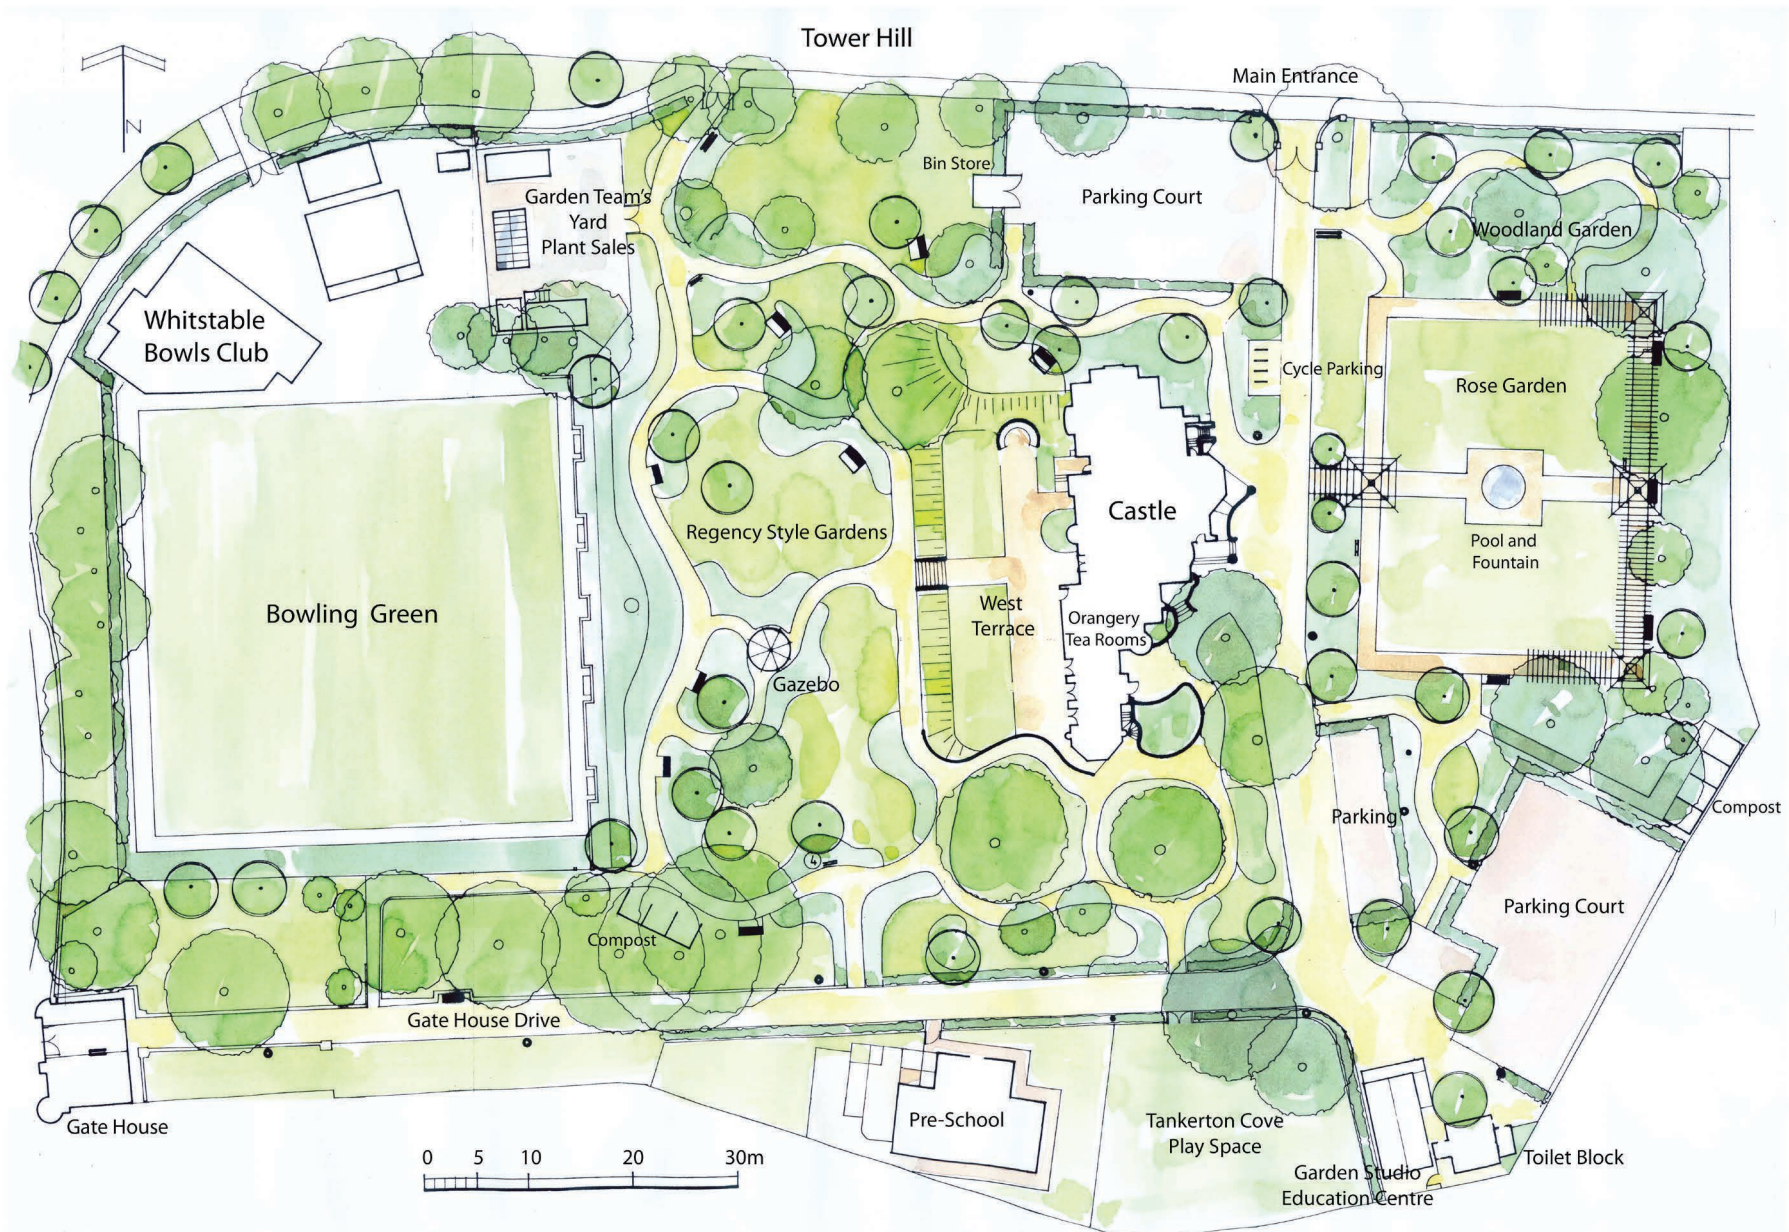 Tower Hill
Main Entrance
N
Bin Store
Garden Team's
Yard
Plant Sales
Parking Court
Woodland Garden
Whitstable
Bowls Club
Cycle Parking
Rose Garden
Regency Style Gardens
Castle
Pool and
Fountain
Bowling Green
West
Terrace
Orangery
Tea Rooms
Gazebo
Parking
Compost
4
Parking Court
Compost
Gate House Drive
Gate House
Pre-School
Tankerton Cove
Play Space
Garden Studio
Education Centre
Toilet Block
0 5 10 20 30m